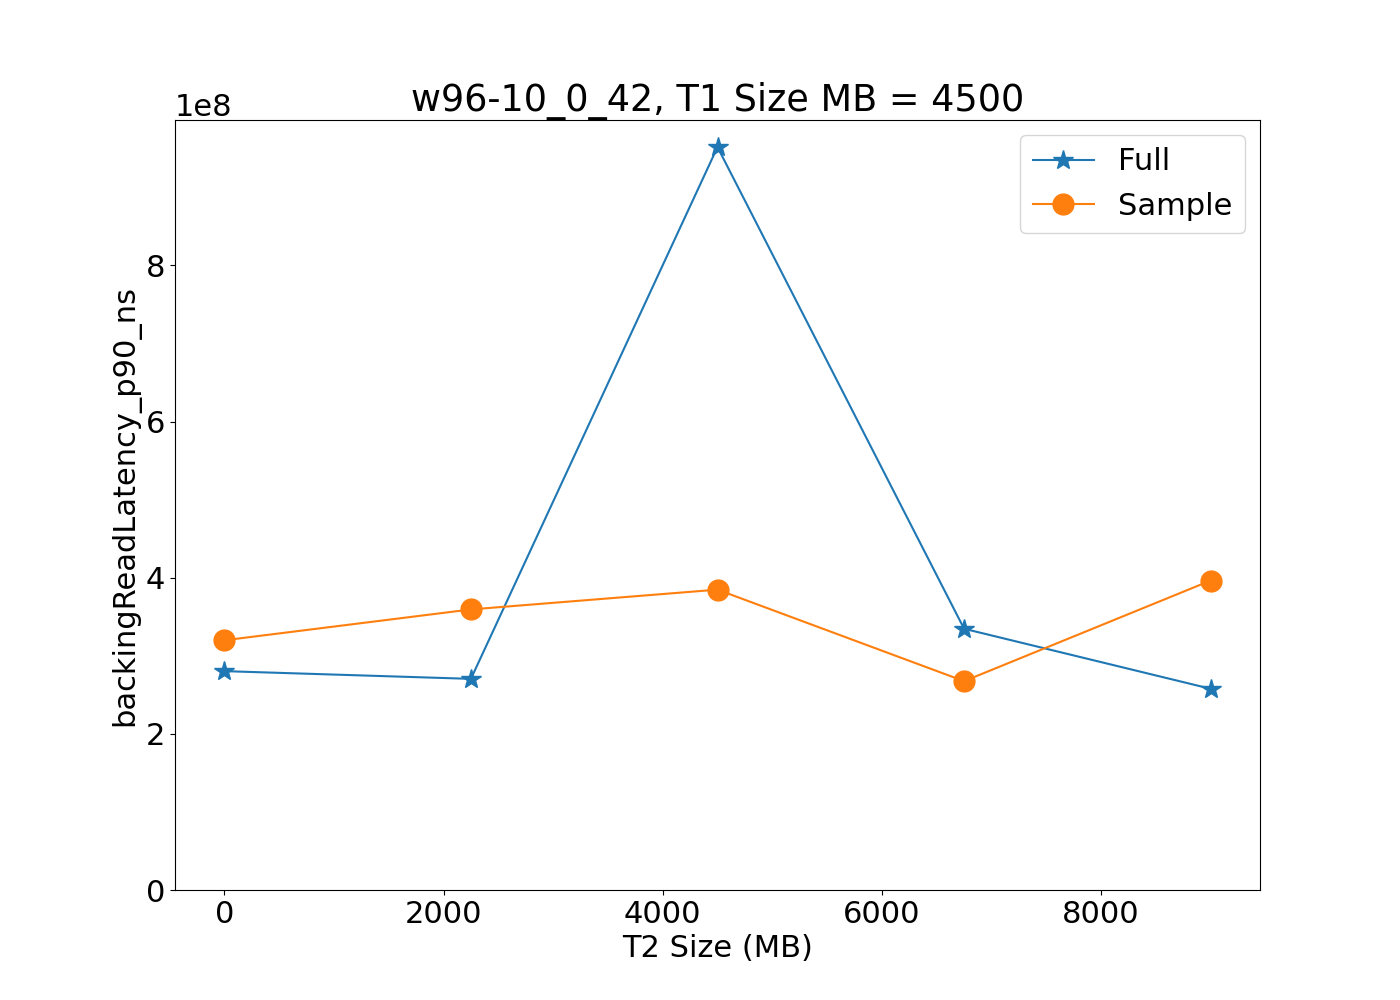 w96-10_0_42, T1 Size MB = 4500
1e8
Full
Sample
8
6
4
2
0
backingReadLatency_p90_ns
0 2000 4000 6000 8000
T2 Size (MB)